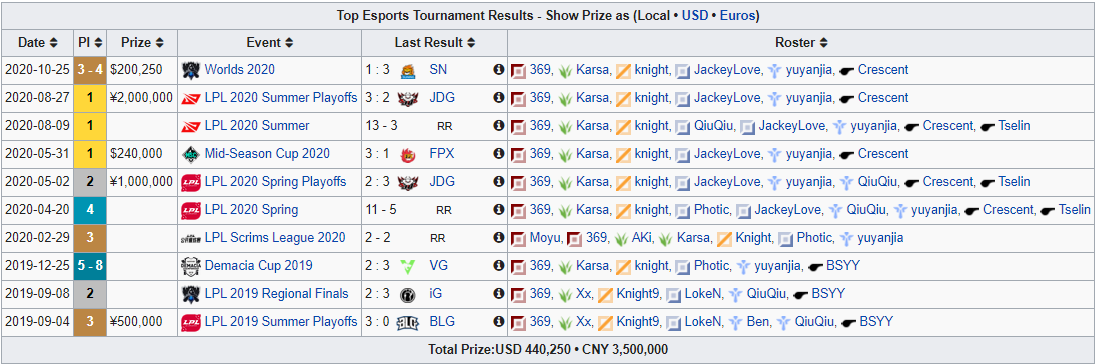 Top Esports Tournament Results - Show Prize as (Local • USD • Euros)
Date Pl Prize Event Last Result Roster
2020-10-25 3 - 4 $200,250 Worlds 2020 1 : 3 SN 369, Karsa, knight, JackeyLove, yuyanjia, Crescent
2020-08-27 1 ¥2,000,000 LPL 2020 Summer Playoffs 3 : 2 JDG 369, Karsa, knight, JackeyLove, yuyanjia, Crescent
2020-08-09 1 LPL 2020 Summer 13 - 3 RR 369, Karsa, knight, QiuQiu, JackeyLove, yuyanjia, Crescent, Tselin
2020-05-31 1 $240,000 Mid-Season Cup 2020 3 : 1 FPX 369, Karsa, knight, JackeyLove, yuyanjia, Crescent
2020-05-02 2 ¥1,000,000 LPL 2020 Spring Playoffs 2 : 3 JDG 369, Karsa, knight, JackeyLove, yuyanjia, QiuQiu, Crescent, Tselin
2020-04-20 4 LPL 2020 Spring 11 - 5 RR 369, Karsa, knight, Photic, JackeyLove, QiuQiu, yuyanjia, Crescent, Tselin
2020-02-29 3 LPL Scrims League 2020 2 - 2 RR Moyu, 369, AKi, Karsa, Knight, Photic, yuyanjia
2019-12-25 5 - 8 Demacia Cup 2019 2 : 3 VG 369, Karsa, knight, Photic, yuyanjia, BSYY
2019-09-08 2 LPL 2019 Regional Finals 2 : 3 iG 369, Xx, Knight9, LokeN, QiuQiu, BSYY
2019-09-04 3 ¥500,000 LPL 2019 Summer Playoffs 3 : 0 BLG 369, Xx, Knight9, LokeN, Ben, QiuQiu, BSYY
Total Prize:USD 440,250 • CNY 3,500,000